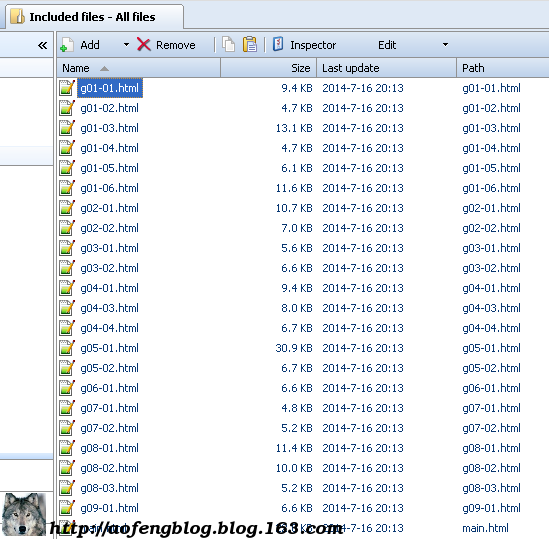 Included files - All files
« Add Remove Inspector Edit
Name Size Last update Path
g01-01.html 9.4 KB 2014-7-16 20:13 g01-01.html
g01-02.html 4.7 KB 2014-7-16 20:13 g01-02.html
g01-03.html 13.1 KB 2014-7-16 20:13 g01-03.html
g01-04.html 4.7 KB 2014-7-16 20:13 g01-04.html
g01-05.html 6.1 KB 2014-7-16 20:13 g01-05.html
g01-06.html 11.6 KB 2014-7-16 20:13 g01-06.html
g02-01.html 10.7 KB 2014-7-16 20:13 g02-01.html
g02-02.html 7.0 KB 2014-7-16 20:13 g02-02.html
g03-01.html 5.6 KB 2014-7-16 20:13 g03-01.html
g03-02.html 6.6 KB 2014-7-16 20:13 g03-02.html
g04-01.html 9.4 KB 2014-7-16 20:13 g04-01.html
g04-03.html 8.0 KB 2014-7-16 20:13 g04-03.html
g04-04.html 6.7 KB 2014-7-16 20:13 g04-04.html
g05-01.html 30.9 KB 2014-7-16 20:13 g05-01.html
g05-02.html 6.7 KB 2014-7-16 20:13 g05-02.html
g06-01.html 6.6 KB 2014-7-16 20:13 g06-01.html
g07-01.html 4.8 KB 2014-7-16 20:13 g07-01.html
g07-02.html 5.2 KB 2014-7-16 20:13 g07-02.html
g08-01.html 11.4 KB 2014-7-16 20:13 g08-01.html
g08-02.html 10.0 KB 2014-7-16 20:13 g08-02.html
g08-03.html 5.2 KB 2014-7-16 20:13 g08-03.html
g09-01.html 6.6 KB 2014-7-16 20:13 g09-01.html
main.html KB 2014-7-16 20:13 main.html